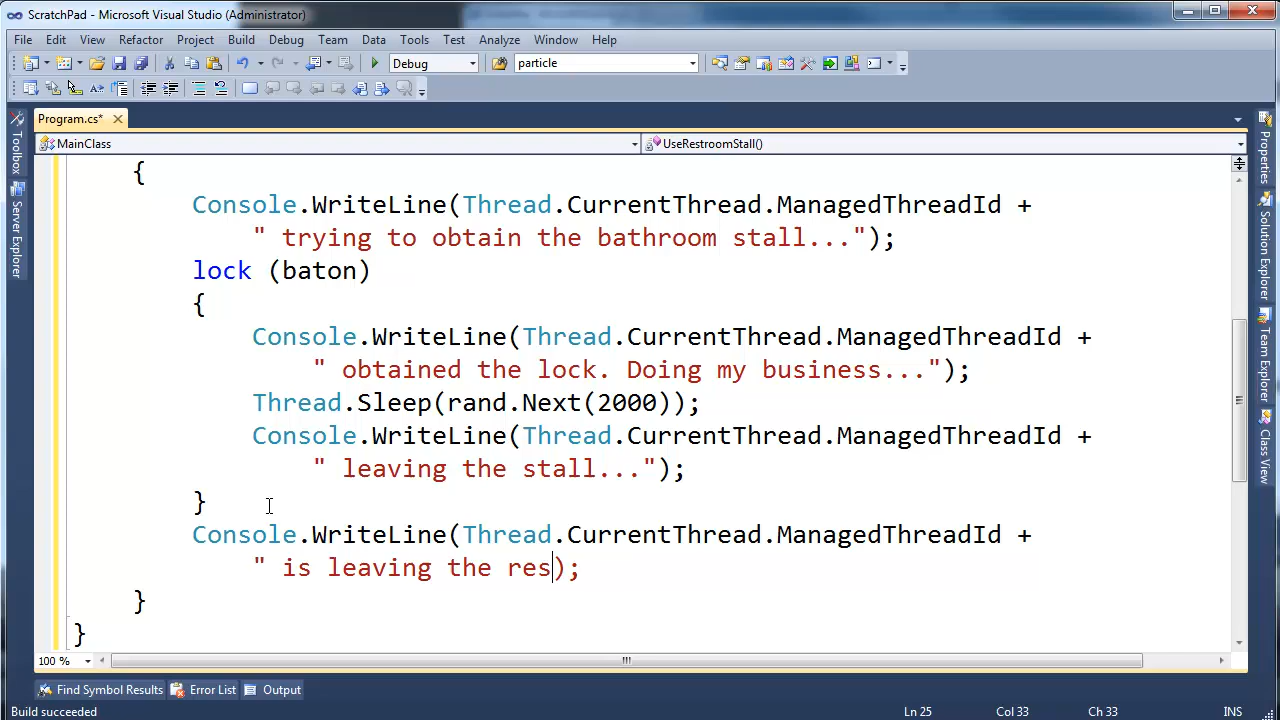 ScratchPad - Microsoft Visual Studio (Administrator)
File Edit View Refactor Project Build Debug Team Data Tools Test Analyze Window Help
Debug particle
Program.cs* X
MainClass UseRestroomStall()
{
Console.WriteLine(Thread.CurrentThread.ManagedThreadId +
" trying to obtain the bathroom stall...");
lock (baton)
{
Console.WriteLine(Thread.CurrentThread.ManagedThreadId +
" obtained the lock. Doing my business...");
Thread.Sleep(rand.Next(2000));
Console.WriteLine(Thread.CurrentThread.ManagedThreadId +
" leaving the stall...");
}
Console.WriteLine(Thread.CurrentThread.ManagedThreadId +
" is leaving the res);
}
}
100 %
Toolbox
Server Explorer
Properties
Solution Explorer
Team Explorer
Class View
Find Symbol Results Error List Output
Build succeeded Ln 25 Col 33 Ch 33 INS